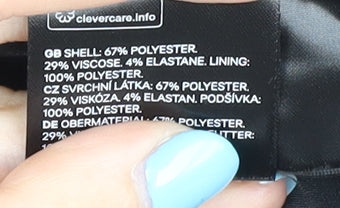 clevercare.info
GB SHELL: 67% POLYESTER.
29% VISCOSE. 4% ELASTANE. LINING:
100% POLYESTER.
CZ SVRCHNÍ LÁTKA: 67% POLYESTER.
29% VISKÓZA. 4% ELASTAN. PODŠÍVKA:
100% POLYESTER.
DE OBERMATERIAL: 67% POLYESTER.
29%